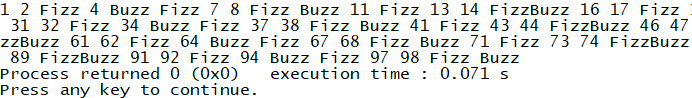 1 2 Fizz 4 Buzz Fizz 7 8 Fizz Buzz 11 Fizz 13 14 FizzBuzz 16 17 Fizz
31 32 Fizz 34 Buzz Fizz 37 38 Fizz Buzz 41 Fizz 43 44 FizzBuzz 46 47
zzBuzz 61 62 Fizz 64 Buzz Fizz 67 68 Fizz Buzz 71 Fizz 73 74 FizzBuzz
89 FizzBuzz 91 92 Fizz 94 Buzz Fizz 97 98 Fizz Buzz
Process returned 0 (0x0)   execution time : 0.071 s
Press any key to continue.